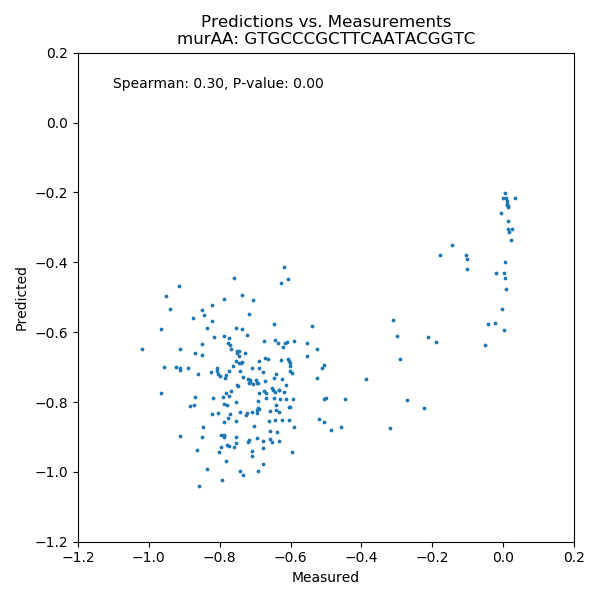 Predictions vs. Measurements
murAA: GTGCCCGCTTCAATACGGTC
Spearman: 0.30, P-value: 0.00
0.2
0.0
−0.2
−0.4
−0.6
−0.8
−1.0
−1.2
Predicted
−1.2 −1.0 −0.8 −0.6 −0.4 −0.2 0.0 0.2
Measured